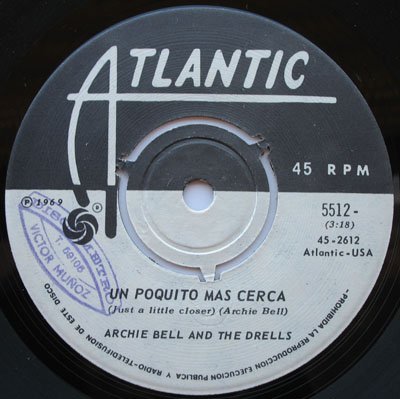 ATLANTIC
45 RPM
℗ 1969
®
5512-
(3:18)
45-2612
Atlantic-USA
T. 69106
VICTOR MUÑOZ
UN POQUITO MAS CERCA
(Just a little closer) (Archie Bell)
ARCHIE BELL AND THE DRELLS
-PROHIBIDA LA REPRODUCCION EJECUCION PUBLICA Y RADIO-TELEDIFUSION DE ESTE DISCO